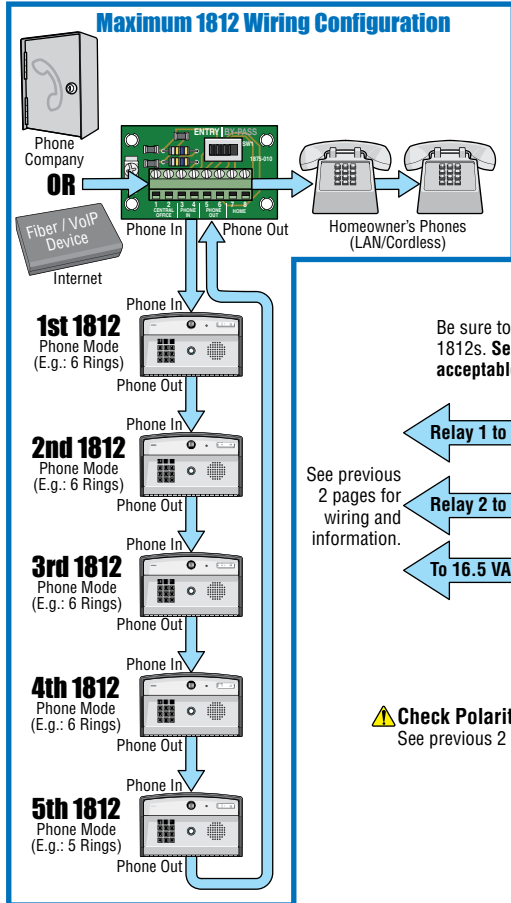 Maximum 1812 Wiring Configuration
Phone
Company
OR
Fiber / VoIP
Device
Internet
ENTRY BY-PASS
SW1
1875-010
1 2 3 4 5 6 7 8
CENTRAL OFFICE PHONE IN PHONE OUT HOME
Phone In
Phone Out
Homeowner's Phones
(LAN/Cordless)
Phone In
1st 1812
Phone Mode
(E.g.: 6 Rings)
Phone Out
Phone In
2nd 1812
Phone Mode
(E.g.: 6 Rings)
Phone Out
Phone In
3rd 1812
Phone Mode
(E.g.: 6 Rings)
Phone Out
Phone In
4th 1812
Phone Mode
(E.g.: 6 Rings)
Phone Out
Phone In
5th 1812
Phone Mode
(E.g.: 5 Rings)
Phone Out
Be sure to
1812s. Se
acceptable
Relay 1 to
See previous
2 pages for
wiring and
information.
Relay 2 to
To 16.5 VA
Check Polarit
See previous 2